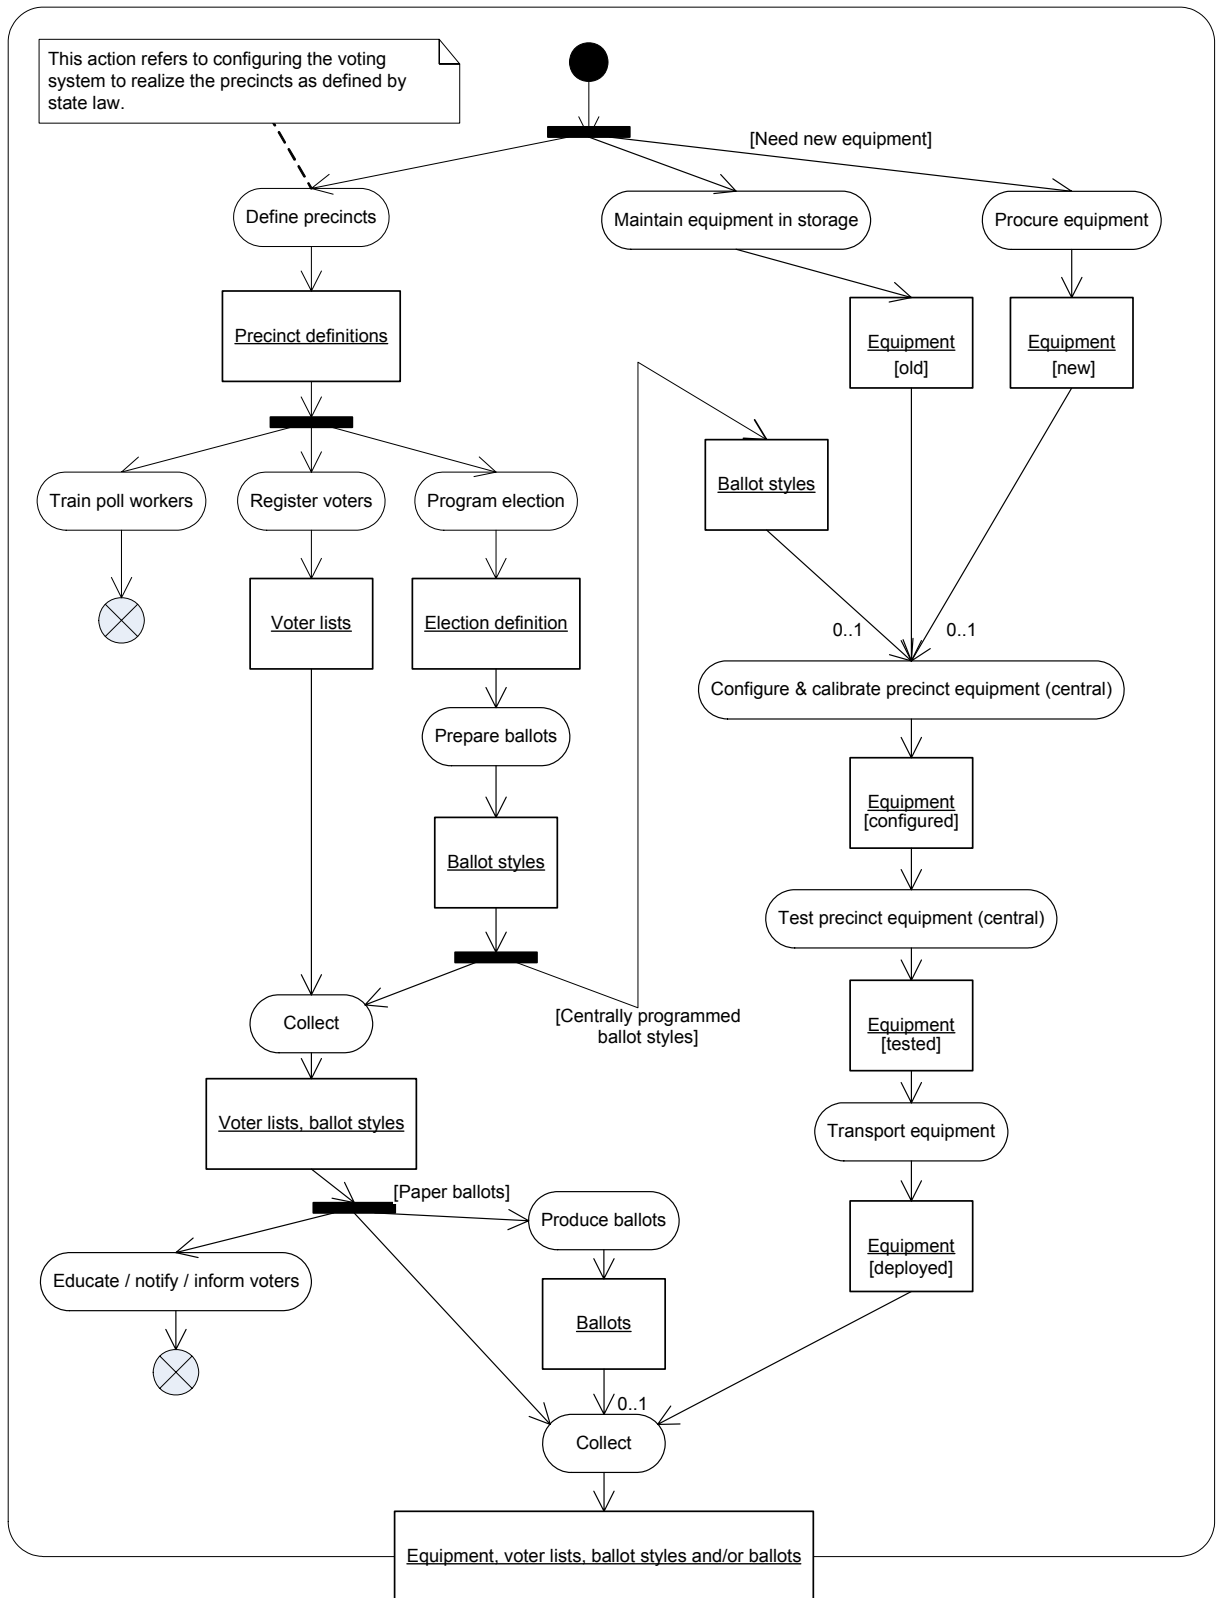 This action refers to configuring the voting
system to realize the precincts as defined by
state law.
[Need new equipment]
Define precincts
Maintain equipment in storage
Procure equipment
Precinct definitions
Equipment
[old]
Equipment
[new]
Ballot styles
Train poll workers
Register voters
Program election
Voter lists
Election definition
0..1
0..1
Configure & calibrate precinct equipment (central)
Prepare ballots
Equipment
[configured]
Ballot styles
Test precinct equipment (central)
Collect
[Centrally programmed
ballot styles]
Equipment
[tested]
Voter lists, ballot styles
Transport equipment
[Paper ballots]
Produce ballots
Equipment
[deployed]
Educate / notify / inform voters
Ballots
0..1
Collect
Equipment, voter lists, ballot styles and/or ballots